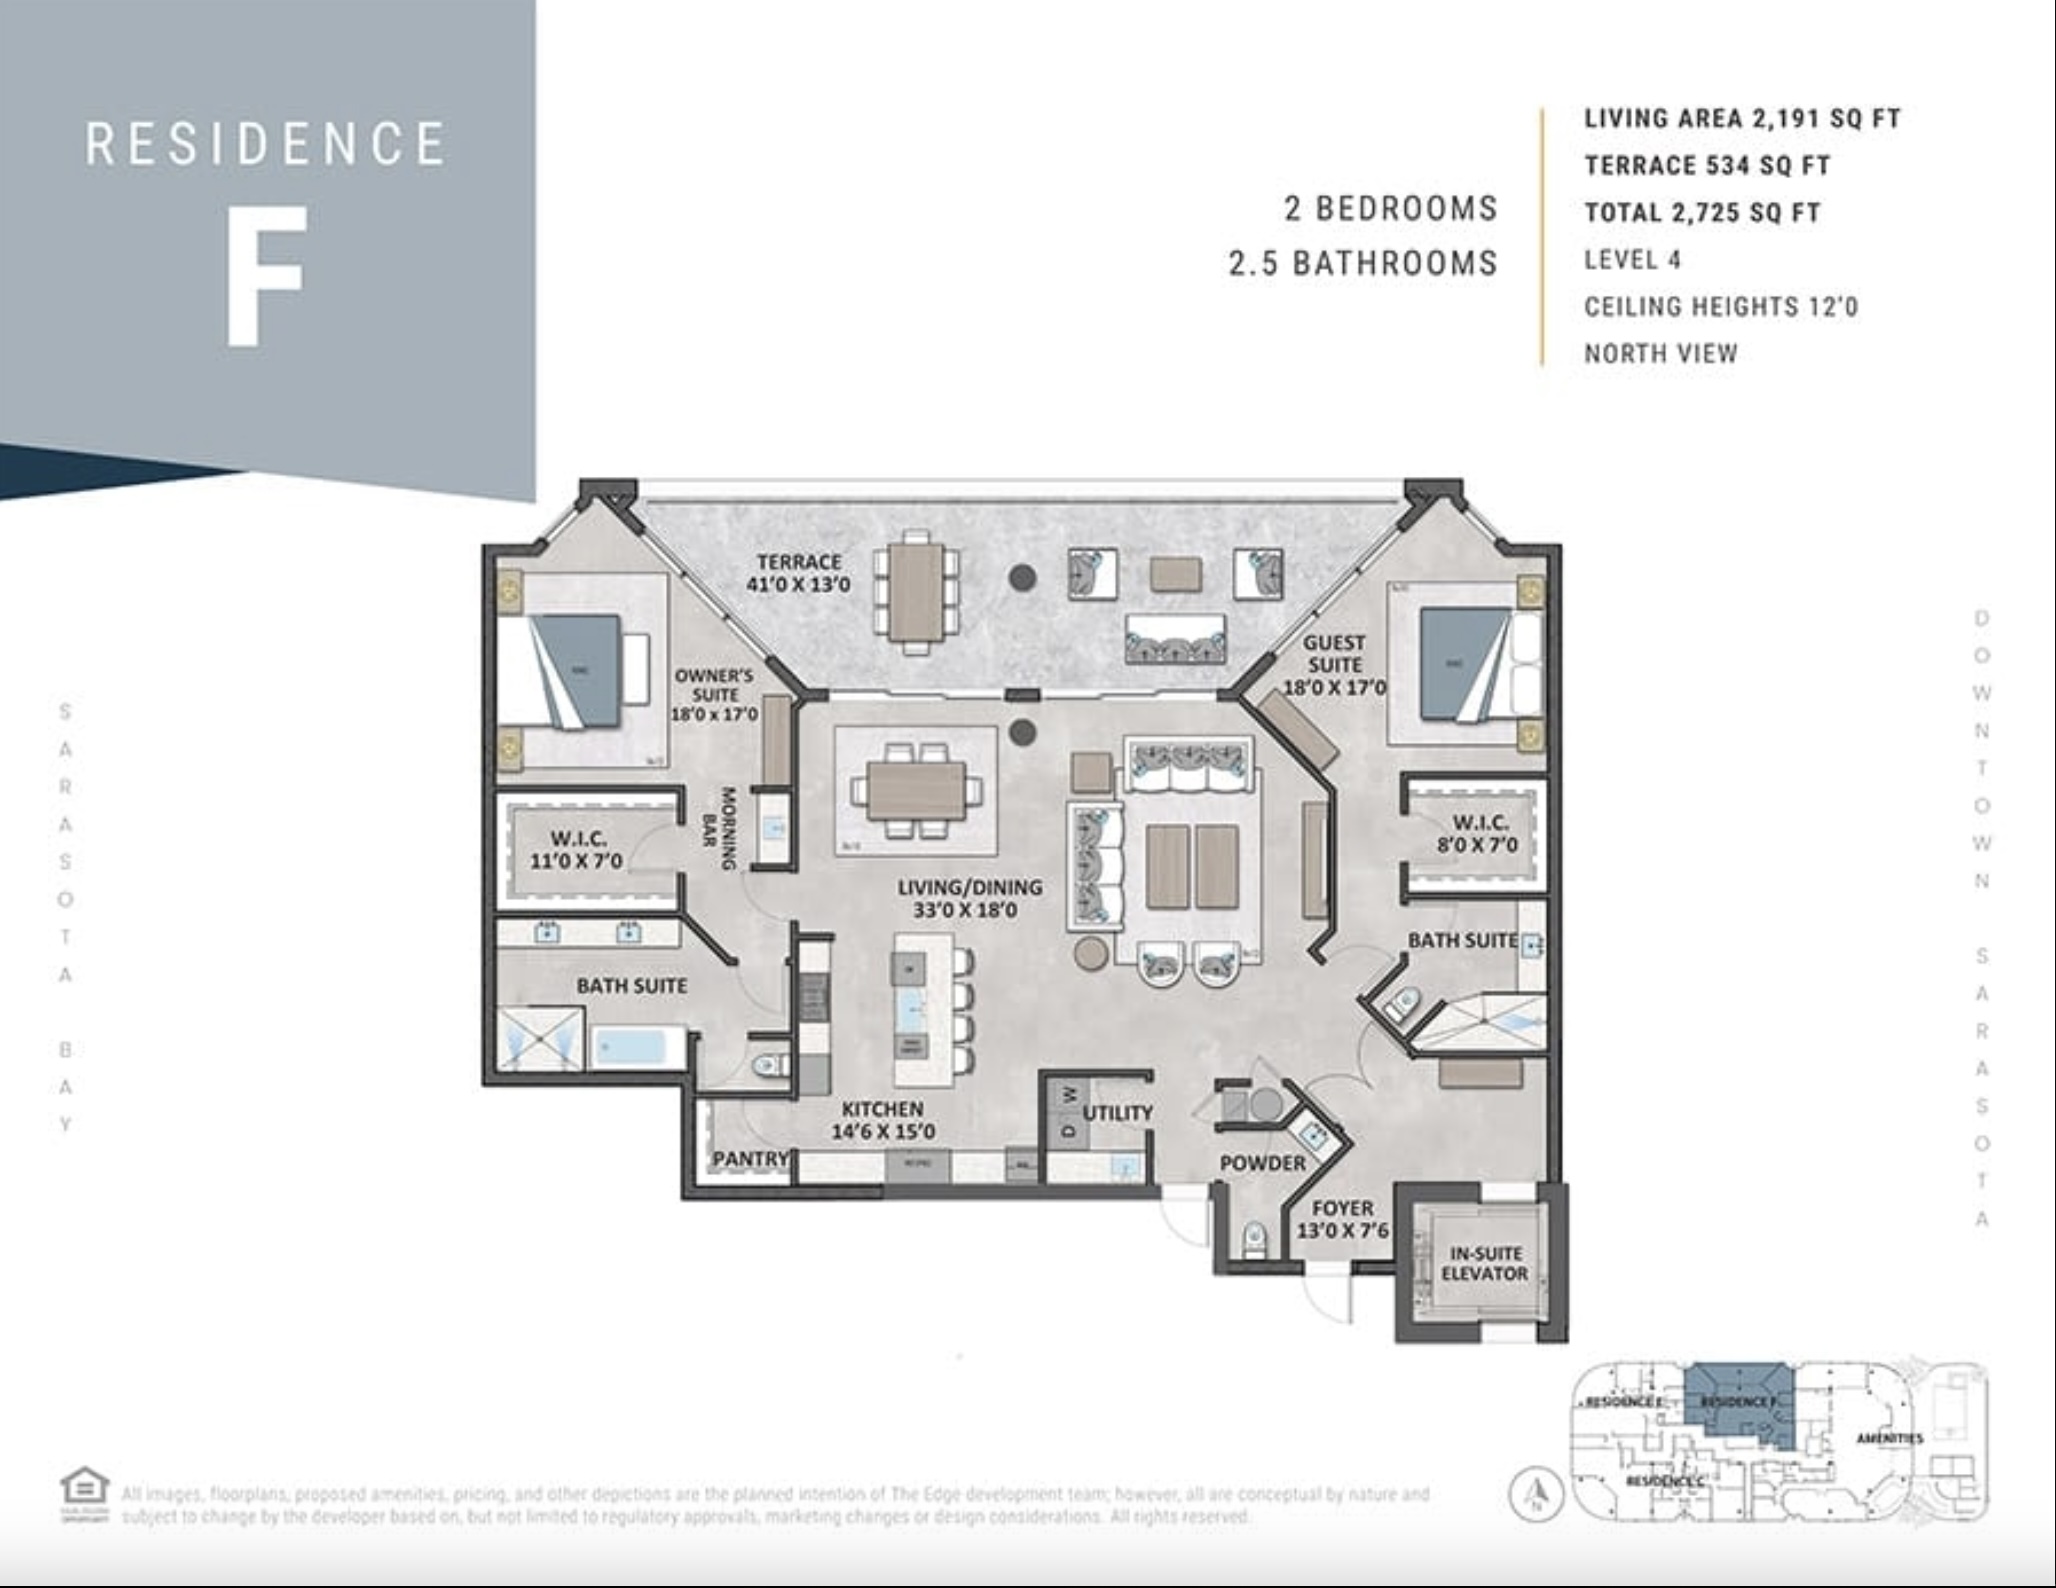 RESIDENCE
F
2 BEDROOMS
2.5 BATHROOMS
LIVING AREA 2,191 SQ FT
TERRACE 534 SQ FT
TOTAL 2,725 SQ FT
LEVEL 4
CEILING HEIGHTS 12'0
NORTH VIEW
TERRACE
41'0 X 13'0
OWNER'S
SUITE
18'0 x 17'0
GUEST
SUITE
18'0 X 17'0
MORNING
BAR
W.I.C.
11'0 X 7'0
W.I.C.
8'0 X 7'0
LIVING/DINING
33'0 X 18'0
BATH SUITE
BATH SUITE
KITCHEN
14'6 X 15'0
PANTRY
W
D
UTILITY
POWDER
FOYER
13'0 X 7'6
IN-SUITE
ELEVATOR
SARASOTA BAY
DOWNTOWN SARASOTA
RESIDENCE E
RESIDENCE F
AMENITIES
RESIDENCE C
N
All images, floorplans, proposed amenities, pricing, and other depictions are the planned intention of The Edge development team; however, all are conceptual by nature and
subject to change by the developer based on, but not limited to regulatory approvals, marketing changes or design considerations. All rights reserved.